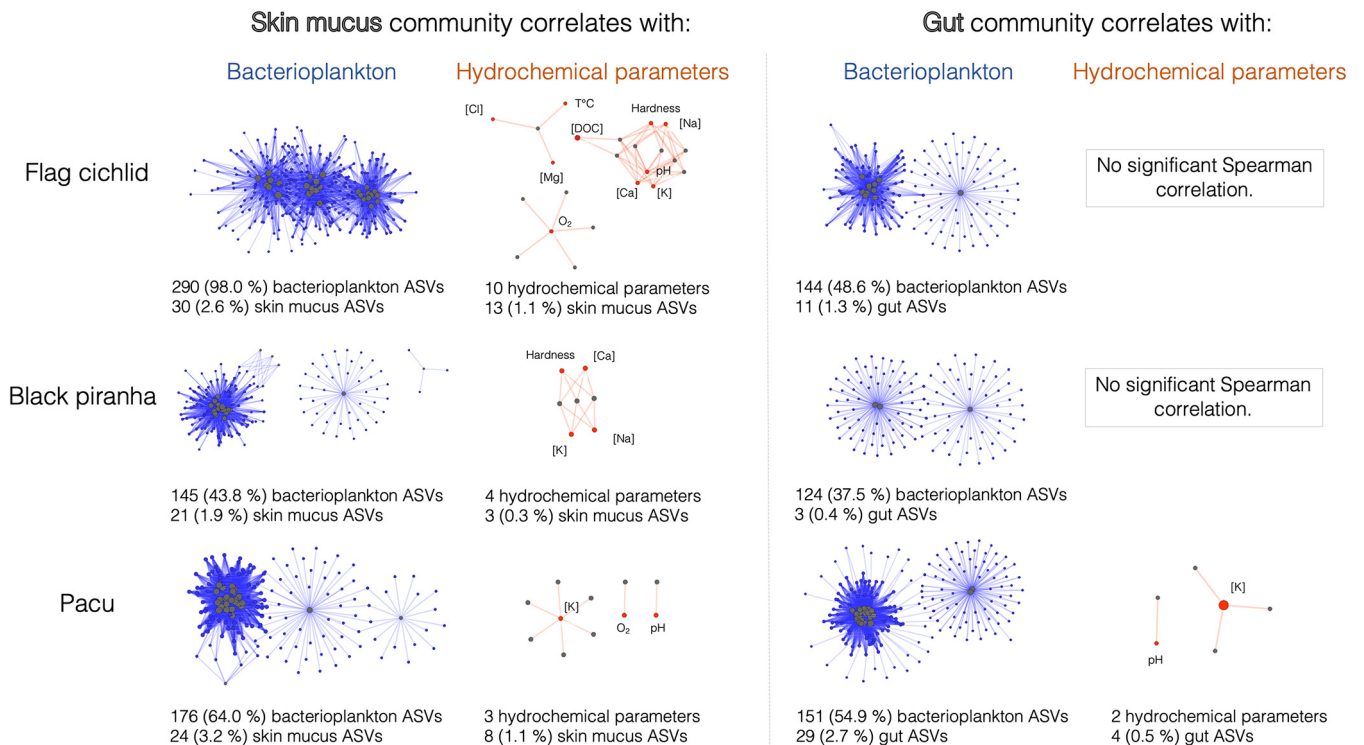 Skin mucus community correlates with:
Gut community correlates with:
Bacterioplankton
Hydrochemical parameters
Bacterioplankton
Hydrochemical parameters
Flag cichlid
[Cl]
T°C
[Mg]
[DOC]
Hardness
[Na]
pH
[Ca]
[K]
O₂
No significant Spearman
correlation.
290 (98.0 %) bacterioplankton ASVs
30 (2.6 %) skin mucus ASVs
10 hydrochemical parameters
13 (1.1 %) skin mucus ASVs
144 (48.6 %) bacterioplankton ASVs
11 (1.3 %) gut ASVs
Black piranha
Hardness
[Ca]
[K]
[Na]
No significant Spearman
correlation.
145 (43.8 %) bacterioplankton ASVs
21 (1.9 %) skin mucus ASVs
4 hydrochemical parameters
3 (0.3 %) skin mucus ASVs
124 (37.5 %) bacterioplankton ASVs
3 (0.4 %) gut ASVs
Pacu
[K]
O₂
pH
[K]
pH
176 (64.0 %) bacterioplankton ASVs
24 (3.2 %) skin mucus ASVs
3 hydrochemical parameters
8 (1.1 %) skin mucus ASVs
151 (54.9 %) bacterioplankton ASVs
29 (2.7 %) gut ASVs
2 hydrochemical parameters
4 (0.5 %) gut ASVs